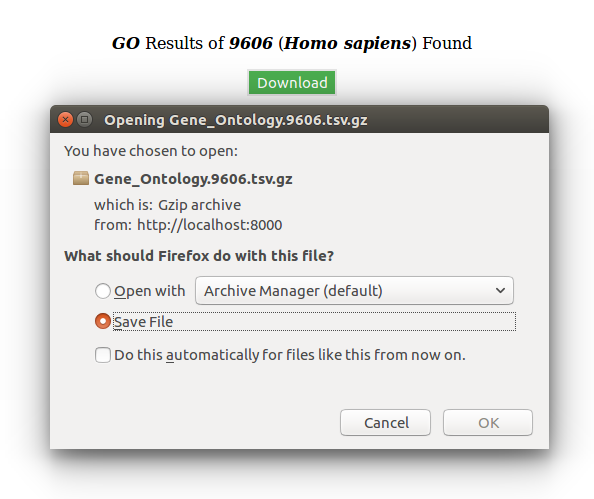 GO Results of 9606 (Homo sapiens) Found
Download
Opening Gene_Ontology.9606.tsv.gz
You have chosen to open:
Gene_Ontology.9606.tsv.gz
which is: Gzip archive
from: http://localhost:8000
What should Firefox do with this file?
Open with Archive Manager (default)
Save File
Do this automatically for files like this from now on.
Cancel OK